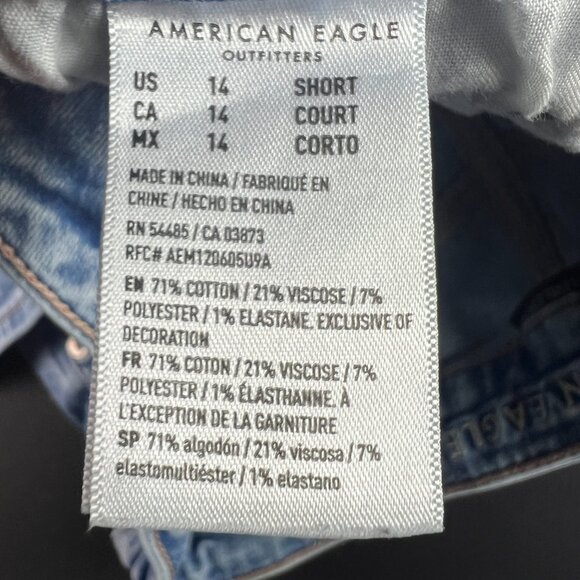 AMERICAN EAGLE
OUTFITTERS
US 14 SHORT
CA 14 COURT
MX 14 CORTO
MADE IN CHINA / FABRIQUÉ EN
CHINE / HECHO EN CHINA
RN 54485 / CA 03873
RFC# AEM120605U9A
EN 71% COTTON / 21% VISCOSE / 7%
POLYESTER / 1% ELASTANE. EXCLUSIVE OF
DECORATION
FR 71% COTON / 21% VISCOSE / 7%
POLYESTER / 1% ÉLASTHANNE. À
L'EXCEPTION DE LA GARNITURE
SP 71% algodón / 21% viscosa / 7%
elastomultiéster / 1% elastano
EAGLE